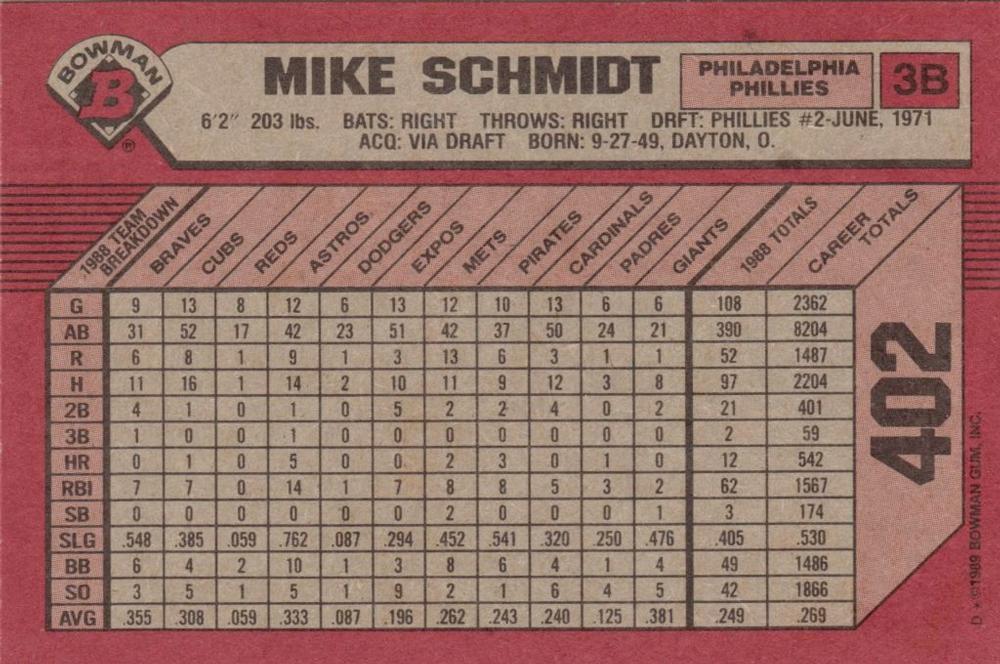 BOWMAN
B
®
MIKE SCHMIDT
PHILADELPHIA
PHILLIES
3B
6'2" 203 lbs. BATS: RIGHT THROWS: RIGHT DRFT: PHILLIES #2-JUNE, 1971
ACQ: VIA DRAFT BORN: 9-27-49, DAYTON, O.
1988 TEAM BREAKDOWN BRAVES CUBS REDS ASTROS DODGERS EXPOS METS PIRATES CARDINALS PADRES GIANTS 1988 TOTALS CAREER TOTALS
G 9 13 8 12 6 13 12 10 13 6 6 108 2362
AB 31 52 17 42 23 51 42 37 50 24 21 390 8204
R 6 8 1 9 1 3 13 6 3 1 1 52 1487
H 11 16 1 14 2 10 11 9 12 3 8 97 2204
2B 4 1 0 1 0 5 2 2 4 0 2 21 401
3B 1 0 0 1 0 0 0 0 0 0 0 2 59
HR 0 1 0 5 0 0 2 3 0 1 0 12 542
RBI 7 7 0 14 1 7 8 8 5 3 2 62 1567
SB 0 0 0 0 0 0 2 0 0 0 1 3 174
SLG .548 .385 .059 .762 .087 .294 .452 .541 .320 .250 .476 .405 .530
BB 6 4 2 10 1 3 8 6 4 1 4 49 1486
SO 3 5 1 5 1 9 2 1 6 4 5 42 1866
AVG .355 .308 .059 .333 .087 .196 .262 .243 .240 .125 .381 .249 .269
402
D * ©1989 BOWMAN GUM, INC.